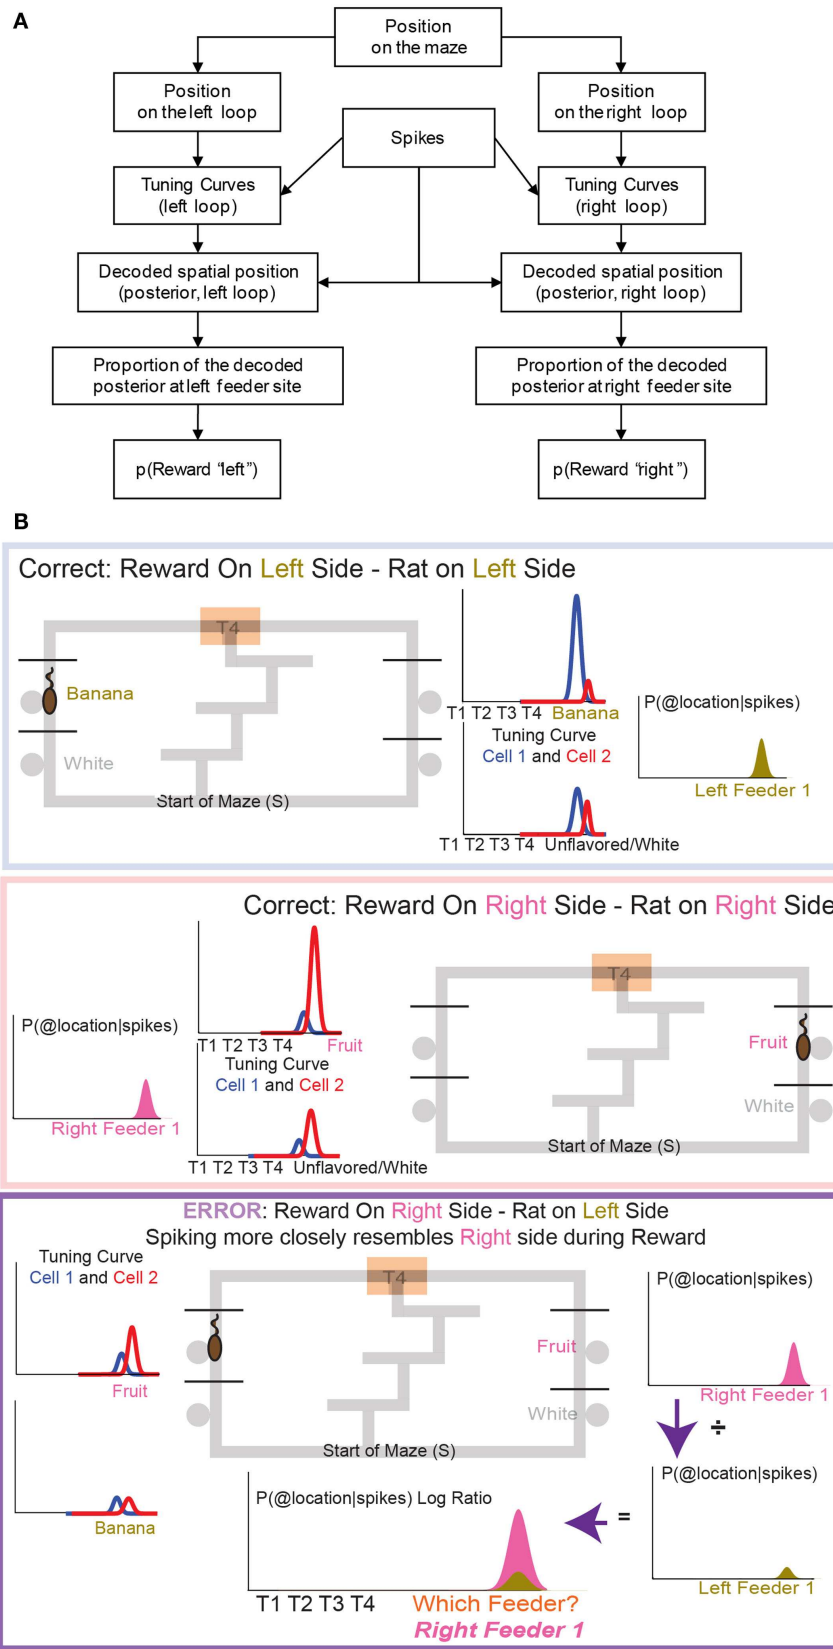 A
Position
on the maze
Position
on the left loop
Position
on the right loop
Spikes
Tuning Curves
(left loop)
Tuning Curves
(right loop)
Decoded spatial position
(posterior, left loop)
Decoded spatial position
(posterior, right loop)
Proportion of the decoded
posterior at left feeder site
Proportion of the decoded
posterior at right feeder site
p(Reward “left”)
p(Reward “right”)
B
Correct: Reward On Left Side - Rat on Left Side
T4
Banana
White
Start of Maze (S)
T1 T2 T3 T4 Banana
Tuning Curve
Cell 1 and Cell 2
T1 T2 T3 T4 Unflavored/White
P(@location|spikes)
Left Feeder 1
Correct: Reward On Right Side - Rat on Right Side
P(@location|spikes)
Right Feeder 1
T1 T2 T3 T4 Fruit
Tuning Curve
Cell 1 and Cell 2
T1 T2 T3 T4 Unflavored/White
T4
Fruit
White
Start of Maze (S)
ERROR: Reward On Right Side - Rat on Left Side
Spiking more closely resembles Right side during Reward
Tuning Curve
Cell 1 and Cell 2
Fruit
Banana
T4
Fruit
White
Start of Maze (S)
P(@location|spikes)
Right Feeder 1
÷
P(@location|spikes)
Left Feeder 1
=
P(@location|spikes) Log Ratio
T1 T2 T3 T4 Which Feeder?
Right Feeder 1